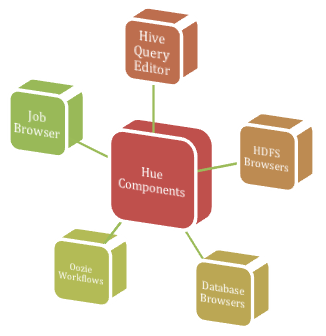 Hive
Query
Editor
Job
Browser
HDFS
Browsers
Hue
Components
Oozie
Workflows
Database
Browsers